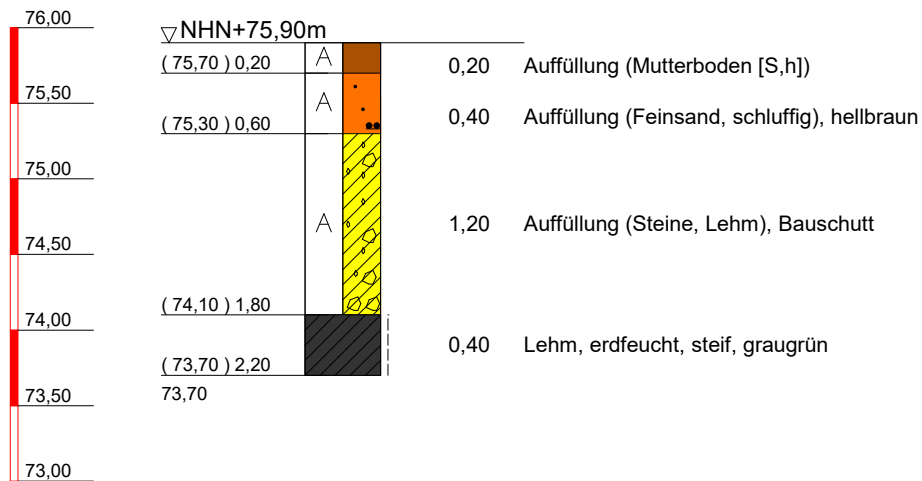 76,00
NHN+75,90m
( 75,70 ) 0,20 A 0,20 Auffüllung (Mutterboden [S,h])
75,50
A 0,40 Auffüllung (Feinsand, schluffig), hellbraun
( 75,30 ) 0,60
75,00
A 1,20 Auffüllung (Steine, Lehm), Bauschutt
74,50
( 74,10 ) 1,80
74,00
0,40 Lehm, erdfeucht, steif, graugrün
( 73,70 ) 2,20
73,50
73,70
73,00